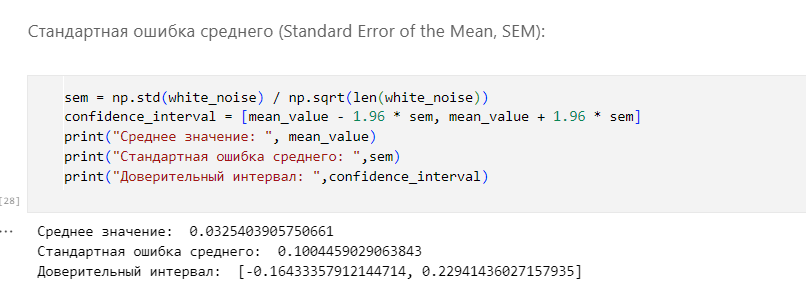 Стандартная ошибка среднего (Standard Error of the Mean, SEM):
sem = np.std(white_noise) / np.sqrt(len(white_noise))
confidence_interval = [mean_value - 1.96 * sem, mean_value + 1.96 * sem]
print("Среднее значение: ", mean_value)
print("Стандартная ошибка среднего: ",sem)
print("Доверительный интервал: ",confidence_interval)
[28]
... Среднее значение:  0.0325403905750661
Стандартная ошибка среднего:  0.1004459029063843
Доверительный интервал:  [-0.16433357912144714, 0.22941436027157935]